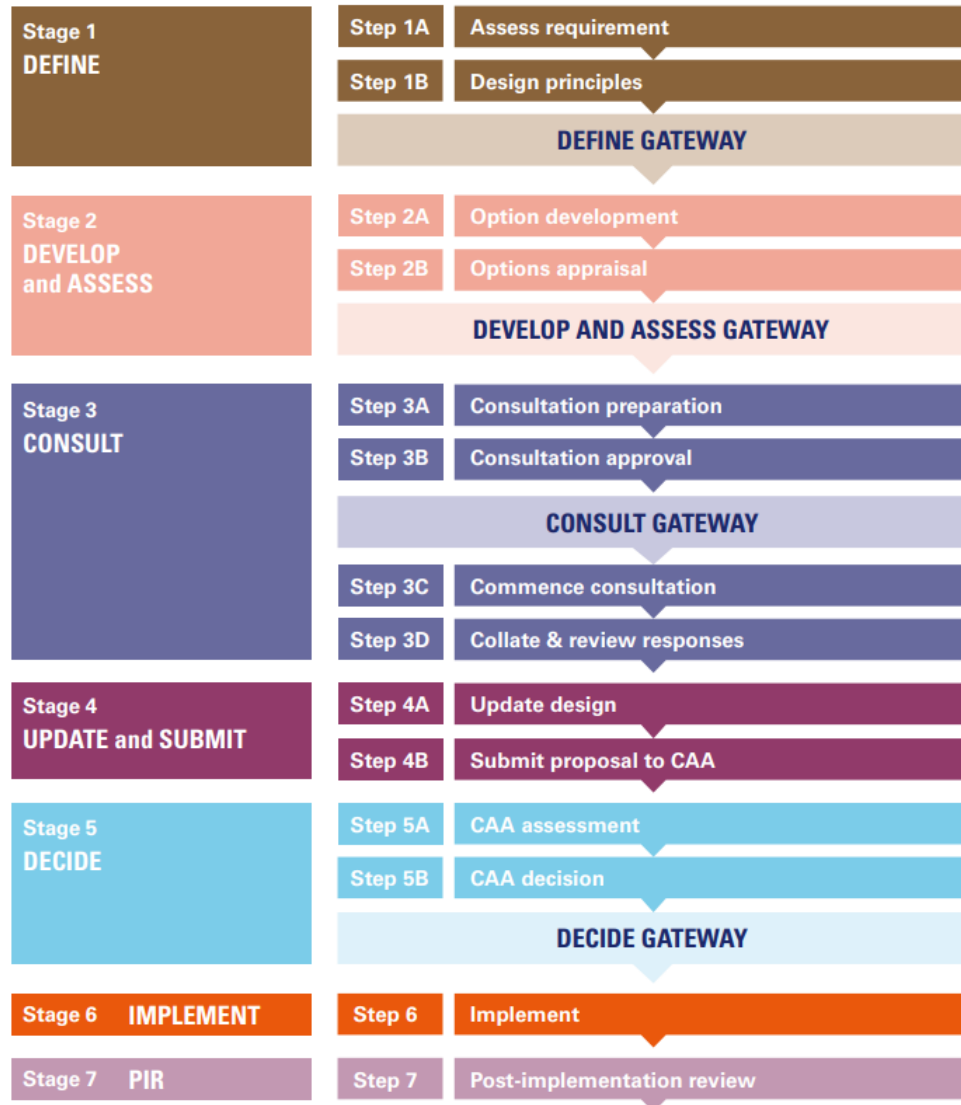 Stage 1
DEFINE
Step 1A Assess requirement
Step 1B Design principles
DEFINE GATEWAY
Stage 2
DEVELOP
and ASSESS
Step 2A Option development
Step 2B Options appraisal
DEVELOP AND ASSESS GATEWAY
Stage 3
CONSULT
Step 3A Consultation preparation
Step 3B Consultation approval
CONSULT GATEWAY
Step 3C Commence consultation
Step 3D Collate & review responses
Stage 4
UPDATE and SUBMIT
Step 4A Update design
Step 4B Submit proposal to CAA
Stage 5
DECIDE
Step 5A CAA assessment
Step 5B CAA decision
DECIDE GATEWAY
Stage 6 IMPLEMENT
Step 6 Implement
Stage 7 PIR
Step 7 Post-implementation review